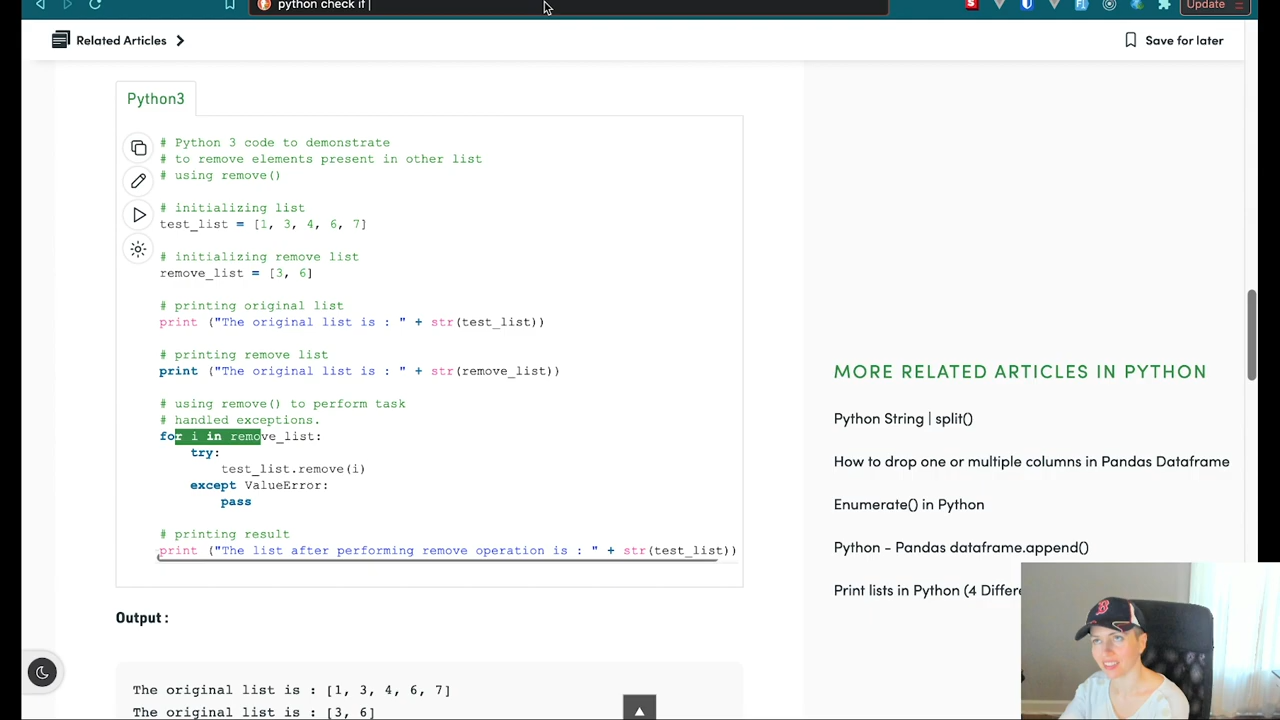 python check if
Update
Related Articles
Save for later
Python3
# Python 3 code to demonstrate
# to remove elements present in other list
# using remove()
# initializing list
test_list = [1, 3, 4, 6, 7]
# initializing remove list
remove_list = [3, 6]
# printing original list
print ("The original list is : " + str(test_list))
# printing remove list
print ("The original list is : " + str(remove_list))
# using remove() to perform task
# handled exceptions.
for i in remove_list:
try:
test_list.remove(i)
except ValueError:
pass
# printing result
print ("The list after performing remove operation is : " + str(test_list))
Output :
The original list is : [1, 3, 4, 6, 7]
The original list is : [3, 6]
MORE RELATED ARTICLES IN PYTHON
Python String | split()
How to drop one or multiple columns in Pandas Dataframe
Enumerate() in Python
Python - Pandas dataframe.append()
Print lists in Python (4 Differe
B